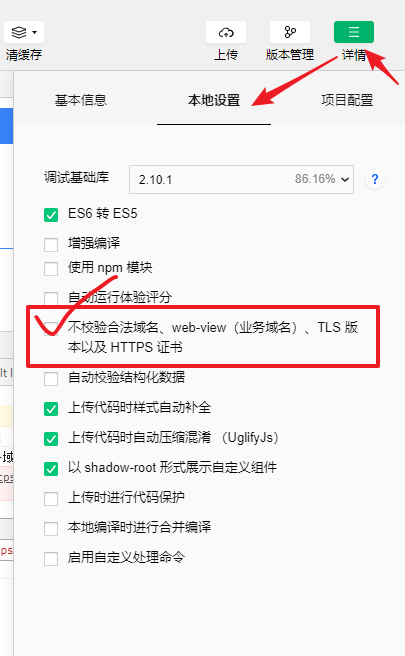 清缓存
上传
版本管理
详情
基本信息
本地设置
项目配置
调试基础库
2.10.1
86.16%
?
ES6 转 ES5
增强编译
使用 npm 模块
自动运行体验评分
不校验合法域名、web-view（业务域名）、TLS 版
本以及 HTTPS 证书
自动校验结构化数据
上传代码时样式自动补全
上传代码时自动压缩混淆 （UglifyJs）
以 shadow-root 形式展示自定义组件
上传时进行代码保护
本地编译时进行合并编译
启用自定义处理命令